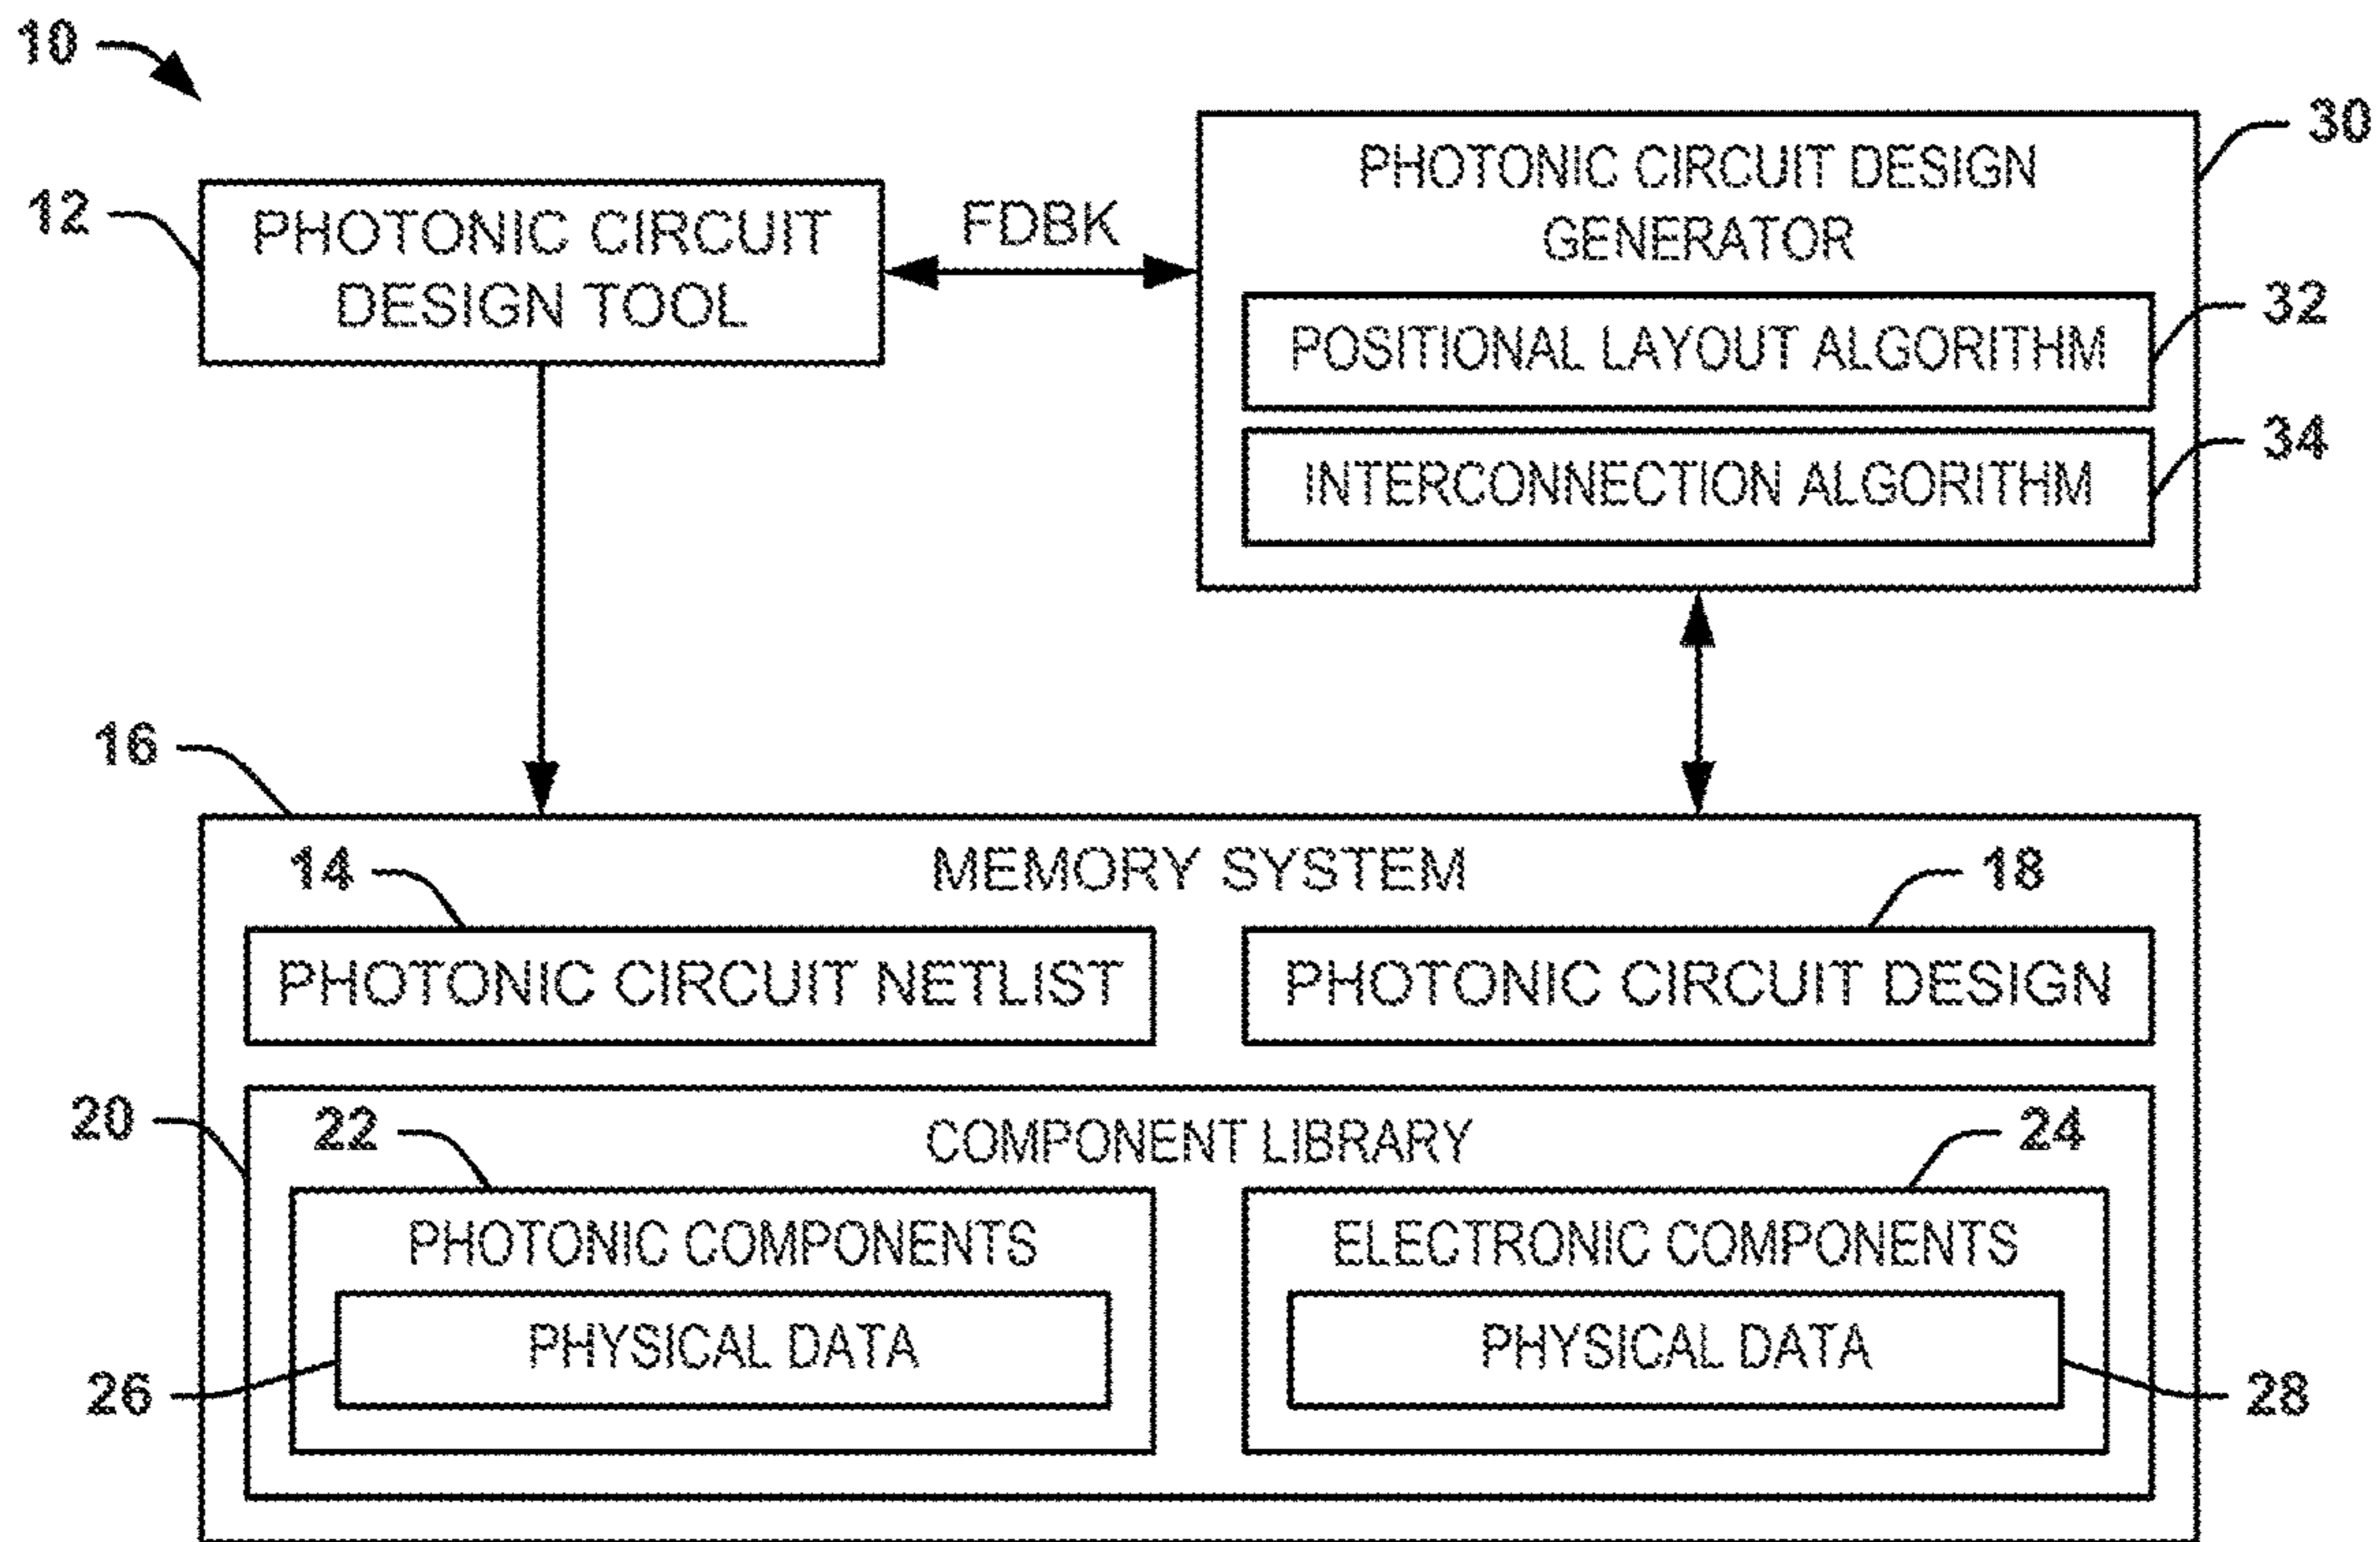 10
30
12
PHOTONIC CIRCUIT
DESIGN TOOL
FDBK
PHOTONIC CIRCUIT DESIGN
GENERATOR
32
POSITIONAL LAYOUT ALGORITHM
34
INTERCONNECTION ALGORITHM
16
MEMORY SYSTEM
14
18
PHOTONIC CIRCUIT NETLIST
PHOTONIC CIRCUIT DESIGN
20
COMPONENT LIBRARY
22
24
PHOTONIC COMPONENTS
ELECTRONIC COMPONENTS
PHYSICAL DATA
PHYSICAL DATA
26
28